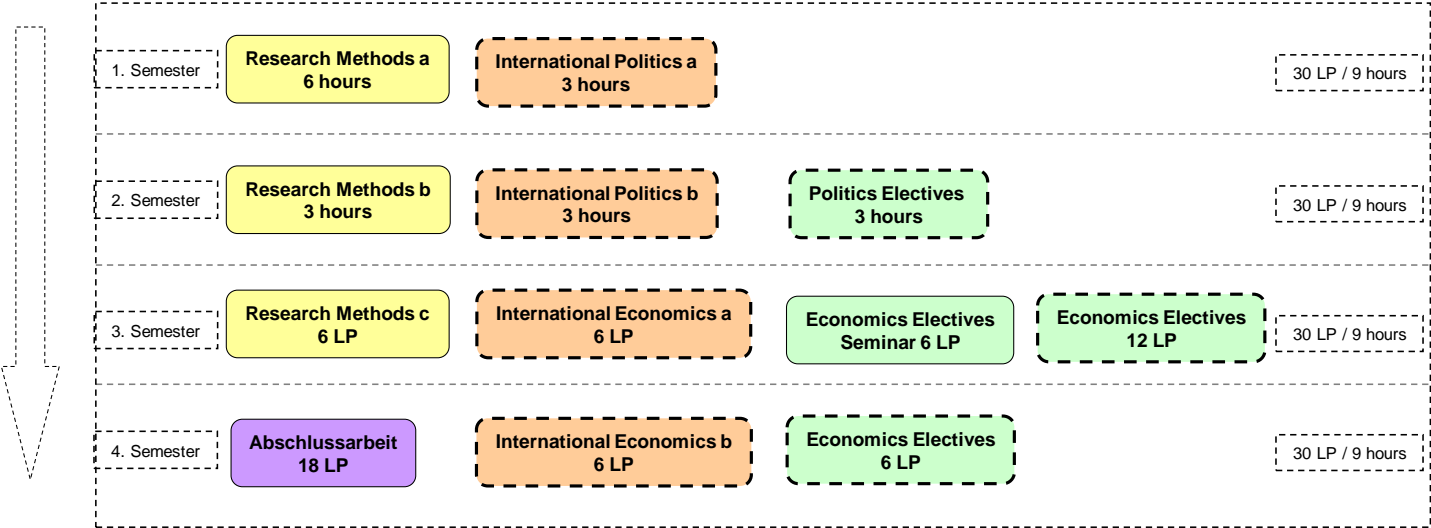 1. Semester
Research Methods a
6 hours
International Politics a
3 hours
30 LP / 9 hours
2. Semester
Research Methods b
3 hours
International Politics b
3 hours
Politics Electives
3 hours
30 LP / 9 hours
3. Semester
Research Methods c
6 LP
International Economics a
6 LP
Economics Electives
Seminar 6 LP
Economics Electives
12 LP
30 LP / 9 hours
4. Semester
Abschlussarbeit
18 LP
International Economics b
6 LP
Economics Electives
6 LP
30 LP / 9 hours